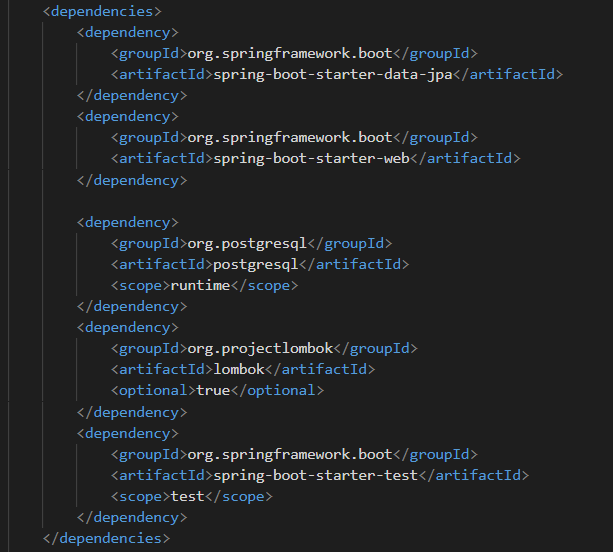 <dependencies>
<dependency>
<groupId>org.springframework.boot</groupId>
<artifactId>spring-boot-starter-data-jpa</artifactId>
</dependency>
<dependency>
<groupId>org.springframework.boot</groupId>
<artifactId>spring-boot-starter-web</artifactId>
</dependency>
<dependency>
<groupId>org.postgresql</groupId>
<artifactId>postgresql</artifactId>
<scope>runtime</scope>
</dependency>
<dependency>
<groupId>org.projectlombok</groupId>
<artifactId>lombok</artifactId>
<optional>true</optional>
</dependency>
<dependency>
<groupId>org.springframework.boot</groupId>
<artifactId>spring-boot-starter-test</artifactId>
<scope>test</scope>
</dependency>
</dependencies>